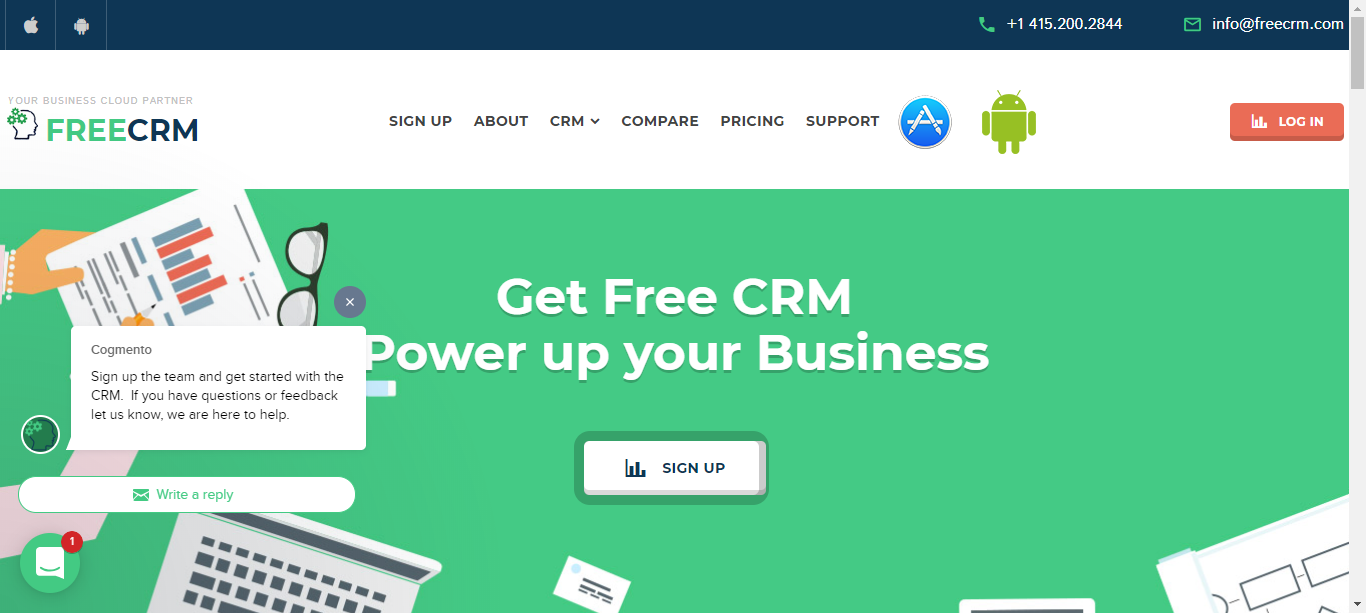 +1 415.200.2844
info@freecrm.com
YOUR BUSINESS CLOUD PARTNER
FREECRM
SIGN UP
ABOUT
CRM
COMPARE
PRICING
SUPPORT
LOG IN
Get Free CRM
Power up your Business
Cogmento
Sign up the team and get started with the
CRM. If you have questions or feedback
let us know, we are here to help.
SIGN UP
Write a reply
1